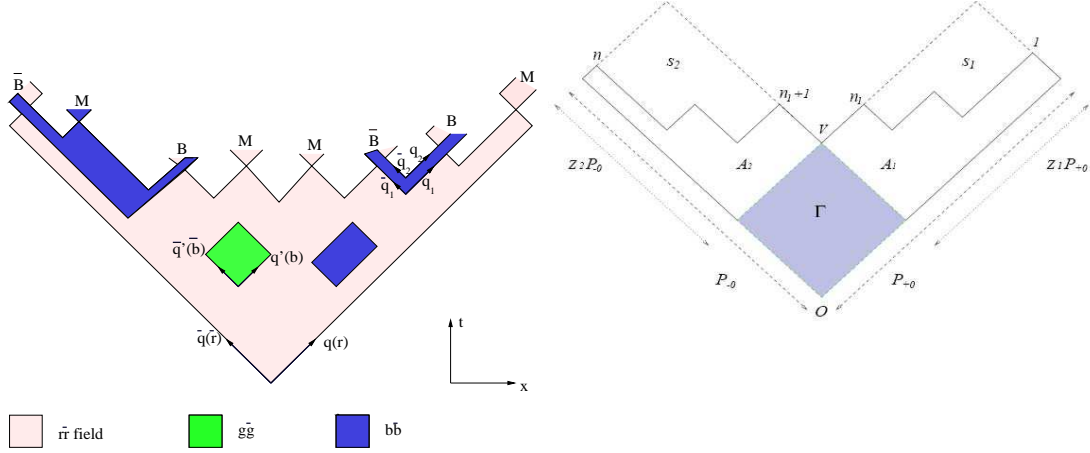 B̄
M
M
B
M
M
B̄
B
q̄₂
q₂
q̄₁
q₁
q̄'(b̄)
q'(b)
q̄(r̄)
q(r)
t
x
r̄r field
gḡ
bb̄
n
s₂
n₁+1
V
n₁
s₁
1
A₂
A₁
Z₂P₋₀
Γ
Z₁P₊₀
P₋₀
P₊₀
O